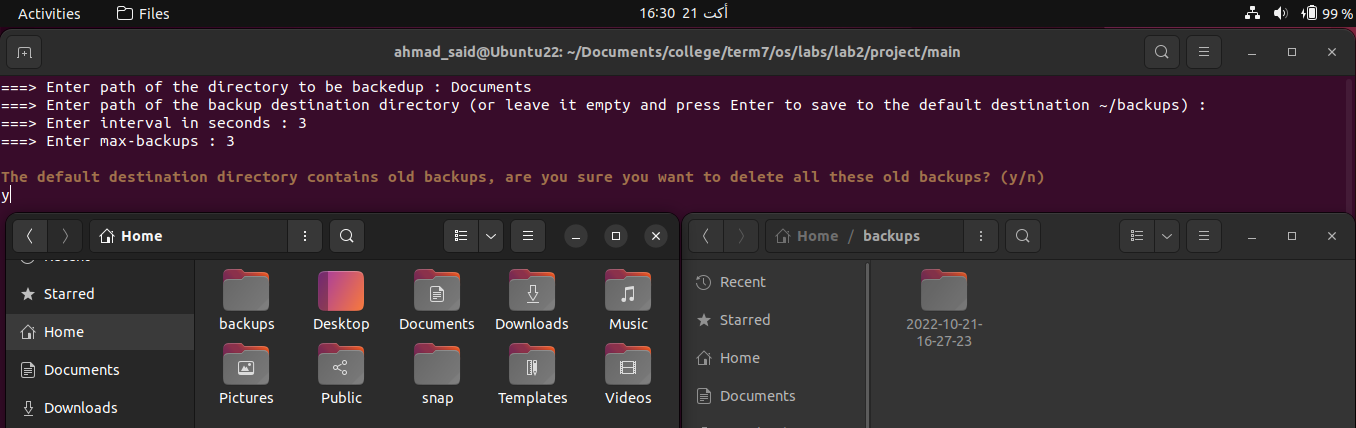 Activities
Files
16:30 21 أكت
99 %
ahmad_said@Ubuntu22: ~/Documents/college/term7/os/labs/lab2/project/main
===> Enter path of the directory to be backedup : Documents
===> Enter path of the backup destination directory (or leave it empty and press Enter to save to the default destination ~/backups) :
===> Enter interval in seconds : 3
===> Enter max-backups : 3
The default destination directory contains old backups, are you sure you want to delete all these old backups? (y/n)
y
Home
Recent
Starred
Home
Documents
Downloads
backups
Desktop
Documents
Downloads
Music
Pictures
Public
snap
Templates
Videos
Home / backups
Recent
Starred
Home
Documents
2022-10-21-
16-27-23